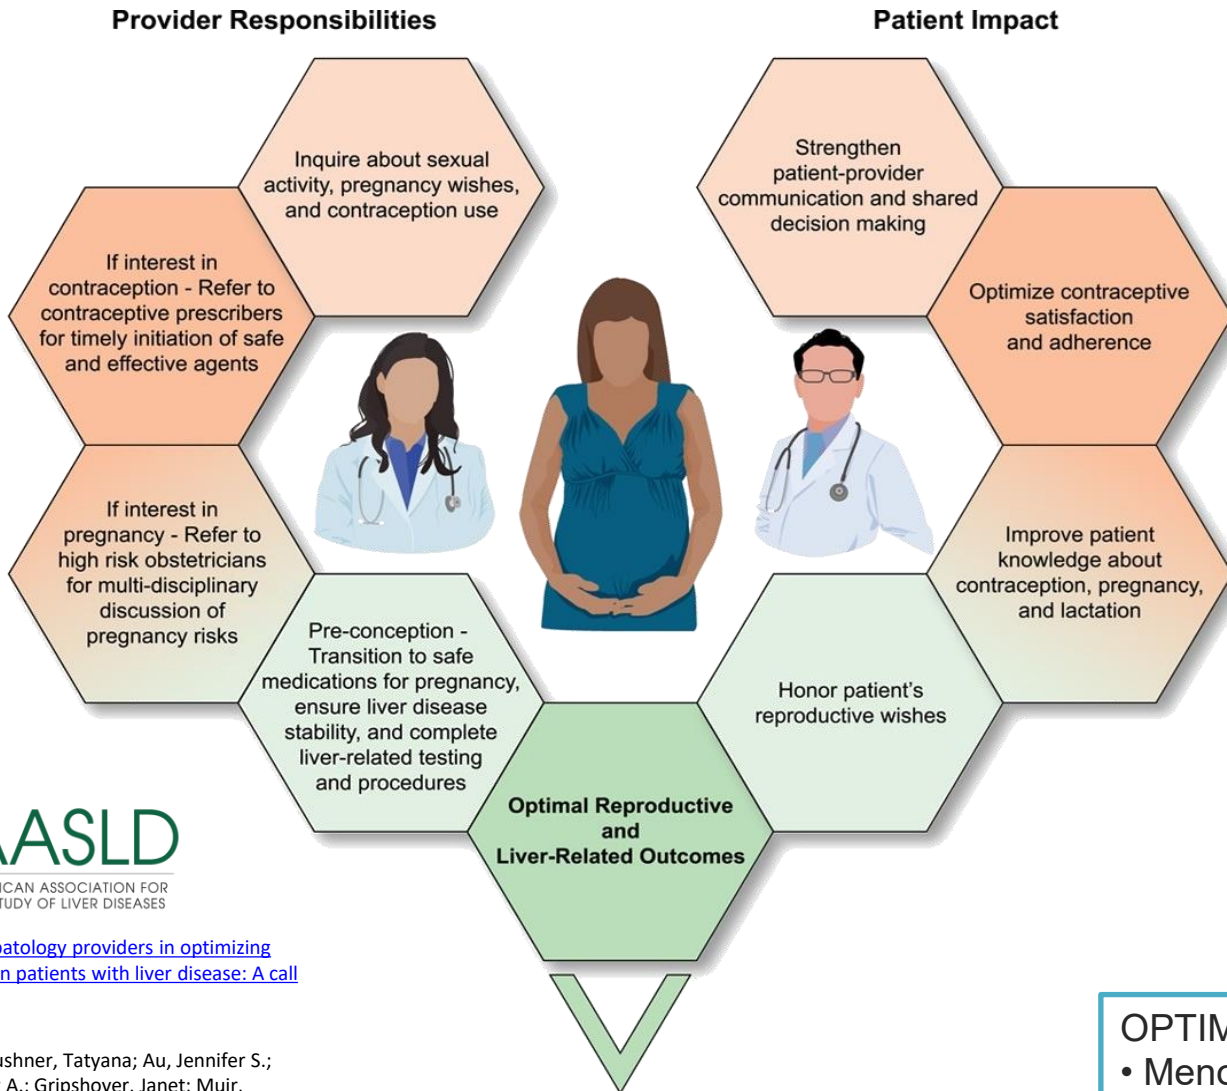 Provider Responsibilities
Patient Impact
Inquire about sexual
activity, pregnancy wishes,
and contraception use
If interest in
contraception - Refer to
contraceptive prescribers
for timely initiation of safe
and effective agents
If interest in
pregnancy - Refer to
high risk obstetricians
for multi-disciplinary
discussion of
pregnancy risks
Pre-conception -
Transition to safe
medications for pregnancy,
ensure liver disease
stability, and complete
liver-related testing
and procedures
Optimal Reproductive
and
Liver-Related Outcomes
Strengthen
patient-provider
communication and shared
decision making
Optimize contraceptive
satisfaction
and adherence
Improve patient
knowledge about
contraception, pregnancy,
and lactation
Honor patient's
reproductive wishes
AASLD
ICAN ASSOCIATION FOR
TUDY OF LIVER DISEASES
patology providers in optimizing
n patients with liver disease: A call
ushner, Tatyana; Au, Jennifer S.;
A.; Gripshover, Janet; Muir,
OPTIM
• Meno